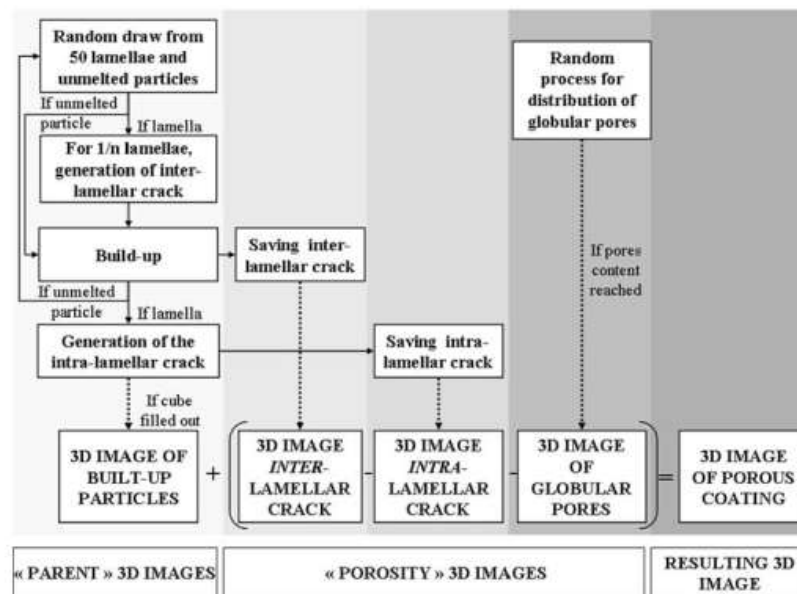 Random draw from
50 lamellae and
unmelted particles
If unmelted
particle
If lamella
For 1/n lamellae,
generation of inter-
lamellar crack
Build-up
If unmelted
particle
If lamella
Generation of the
intra-lamellar crack
If cube
filled out
3D IMAGE OF
BUILT-UP
PARTICLES
+
Saving inter-
lamellar crack
(
3D IMAGE
INTER-
LAMELLAR
CRACK
-
Saving intra-
lamellar crack
3D IMAGE
INTRA-
LAMELLAR
CRACK
-
Random
process for
distribution of
globular pores
If pores
content
reached
3D IMAGE
OF
GLOBULAR
PORES
)
=
3D IMAGE
OF POROUS
COATING
« PARENT » 3D IMAGES
« POROSITY » 3D IMAGES
RESULTING 3D
IMAGE